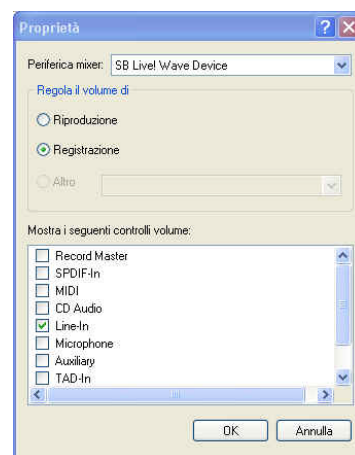 Proprietà
Periferica mixer: SB Live! Wave Device
Regola il volume di
Riproduzione
Registrazione
Altro
Mostra i seguenti controlli volume:
Record Master
SPDIF-In
MIDI
CD Audio
Line-In
Microphone
Auxiliary
TAD-In
OK Annulla